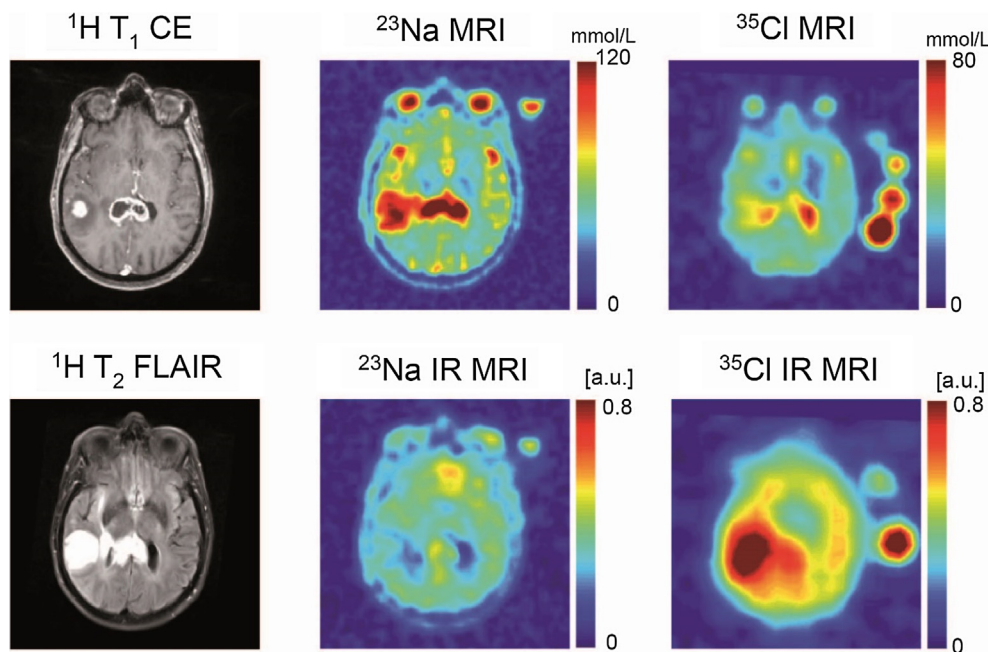 ¹H T₁ CE
²³Na MRI
mmol/L
120
0
³⁵Cl MRI
mmol/L
80
0
¹H T₂ FLAIR
²³Na IR MRI
[a.u.]
0.8
0
³⁵Cl IR MRI
[a.u.]
0.8
0